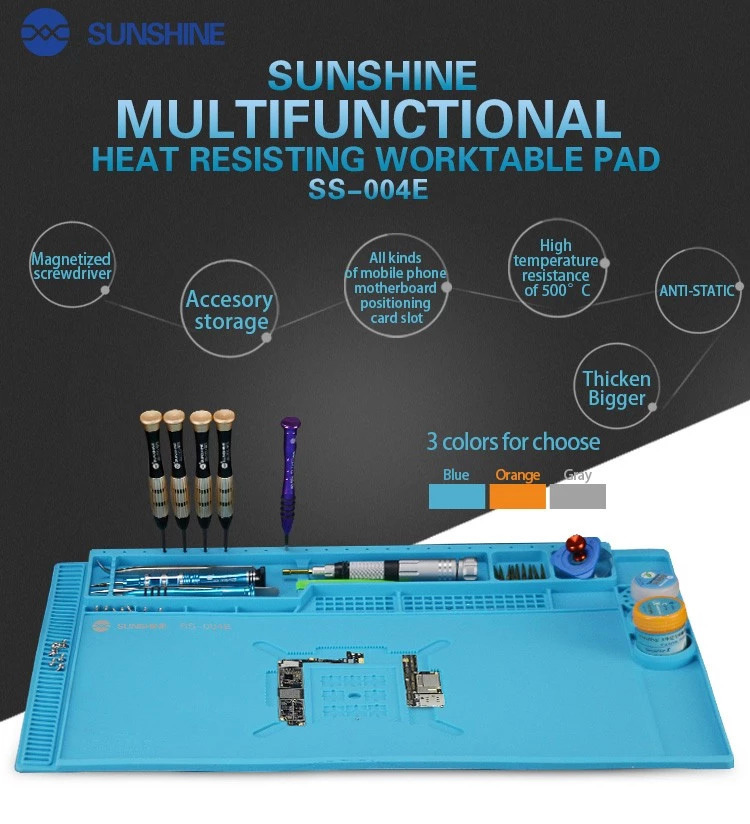 SUNSHINE
SUNSHINE
MULTIFUNCTIONAL
HEAT RESISTING WORKTABLE PAD
SS-004E
Magnetized
screwdriver
Accesory
storage
All kinds
of mobile phone
motherboard
positioning
card slot
High
temperature
resistance
of 500° C
ANTI-STATIC
Thicken
Bigger
3 colors for choose
Blue
Orange
Gray
SUNSHINE